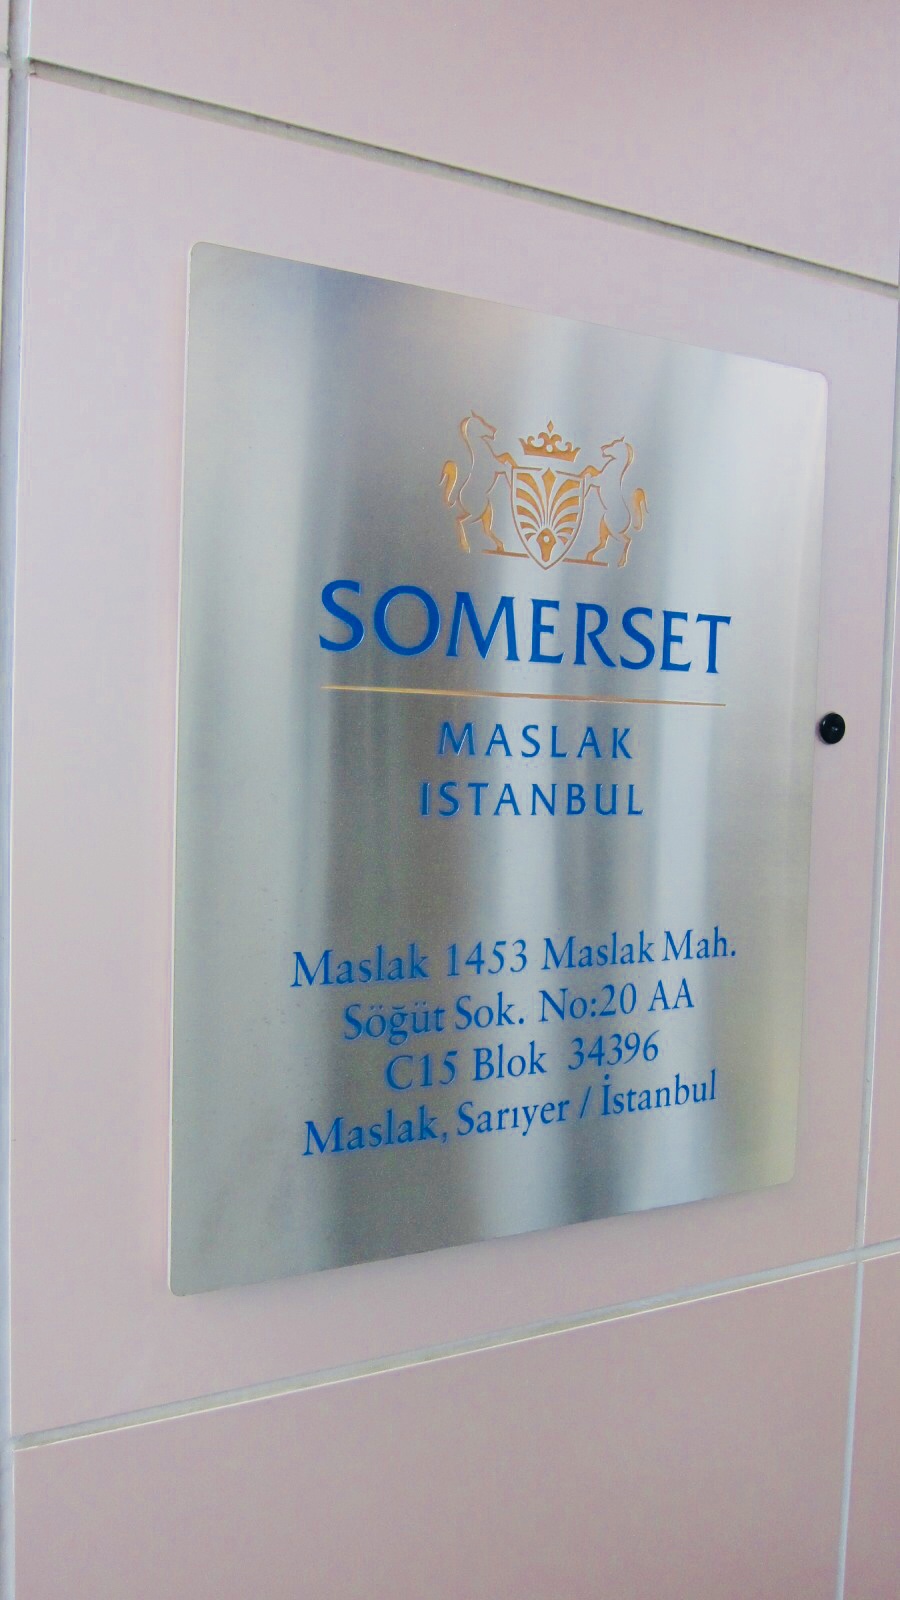 SOMERSET
MASLAK
ISTANBUL
Maslak 1453 Maslak Mah.
Söğüt Sok. No:20 AA
C15 Blok 34396
Maslak, Sarıyer / İstanbul